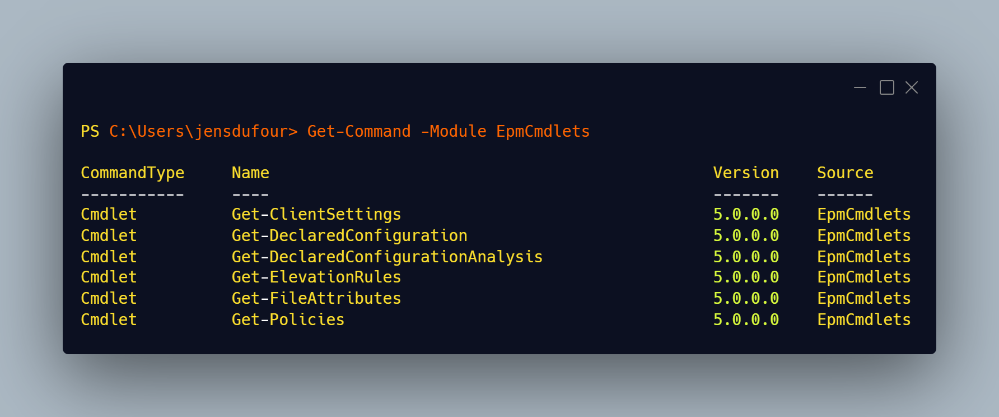 PS C:\Users\jensdufour> Get-Command -Module EpmCmdlets
CommandType     Name                                               Version    Source
-----------     ----                                               -------    ------
Cmdlet          Get-ClientSettings                                 5.0.0.0    EpmCmdlets
Cmdlet          Get-DeclaredConfiguration                          5.0.0.0    EpmCmdlets
Cmdlet          Get-DeclaredConfigurationAnalysis                  5.0.0.0    EpmCmdlets
Cmdlet          Get-ElevationRules                                 5.0.0.0    EpmCmdlets
Cmdlet          Get-FileAttributes                                 5.0.0.0    EpmCmdlets
Cmdlet          Get-Policies                                       5.0.0.0    EpmCmdlets